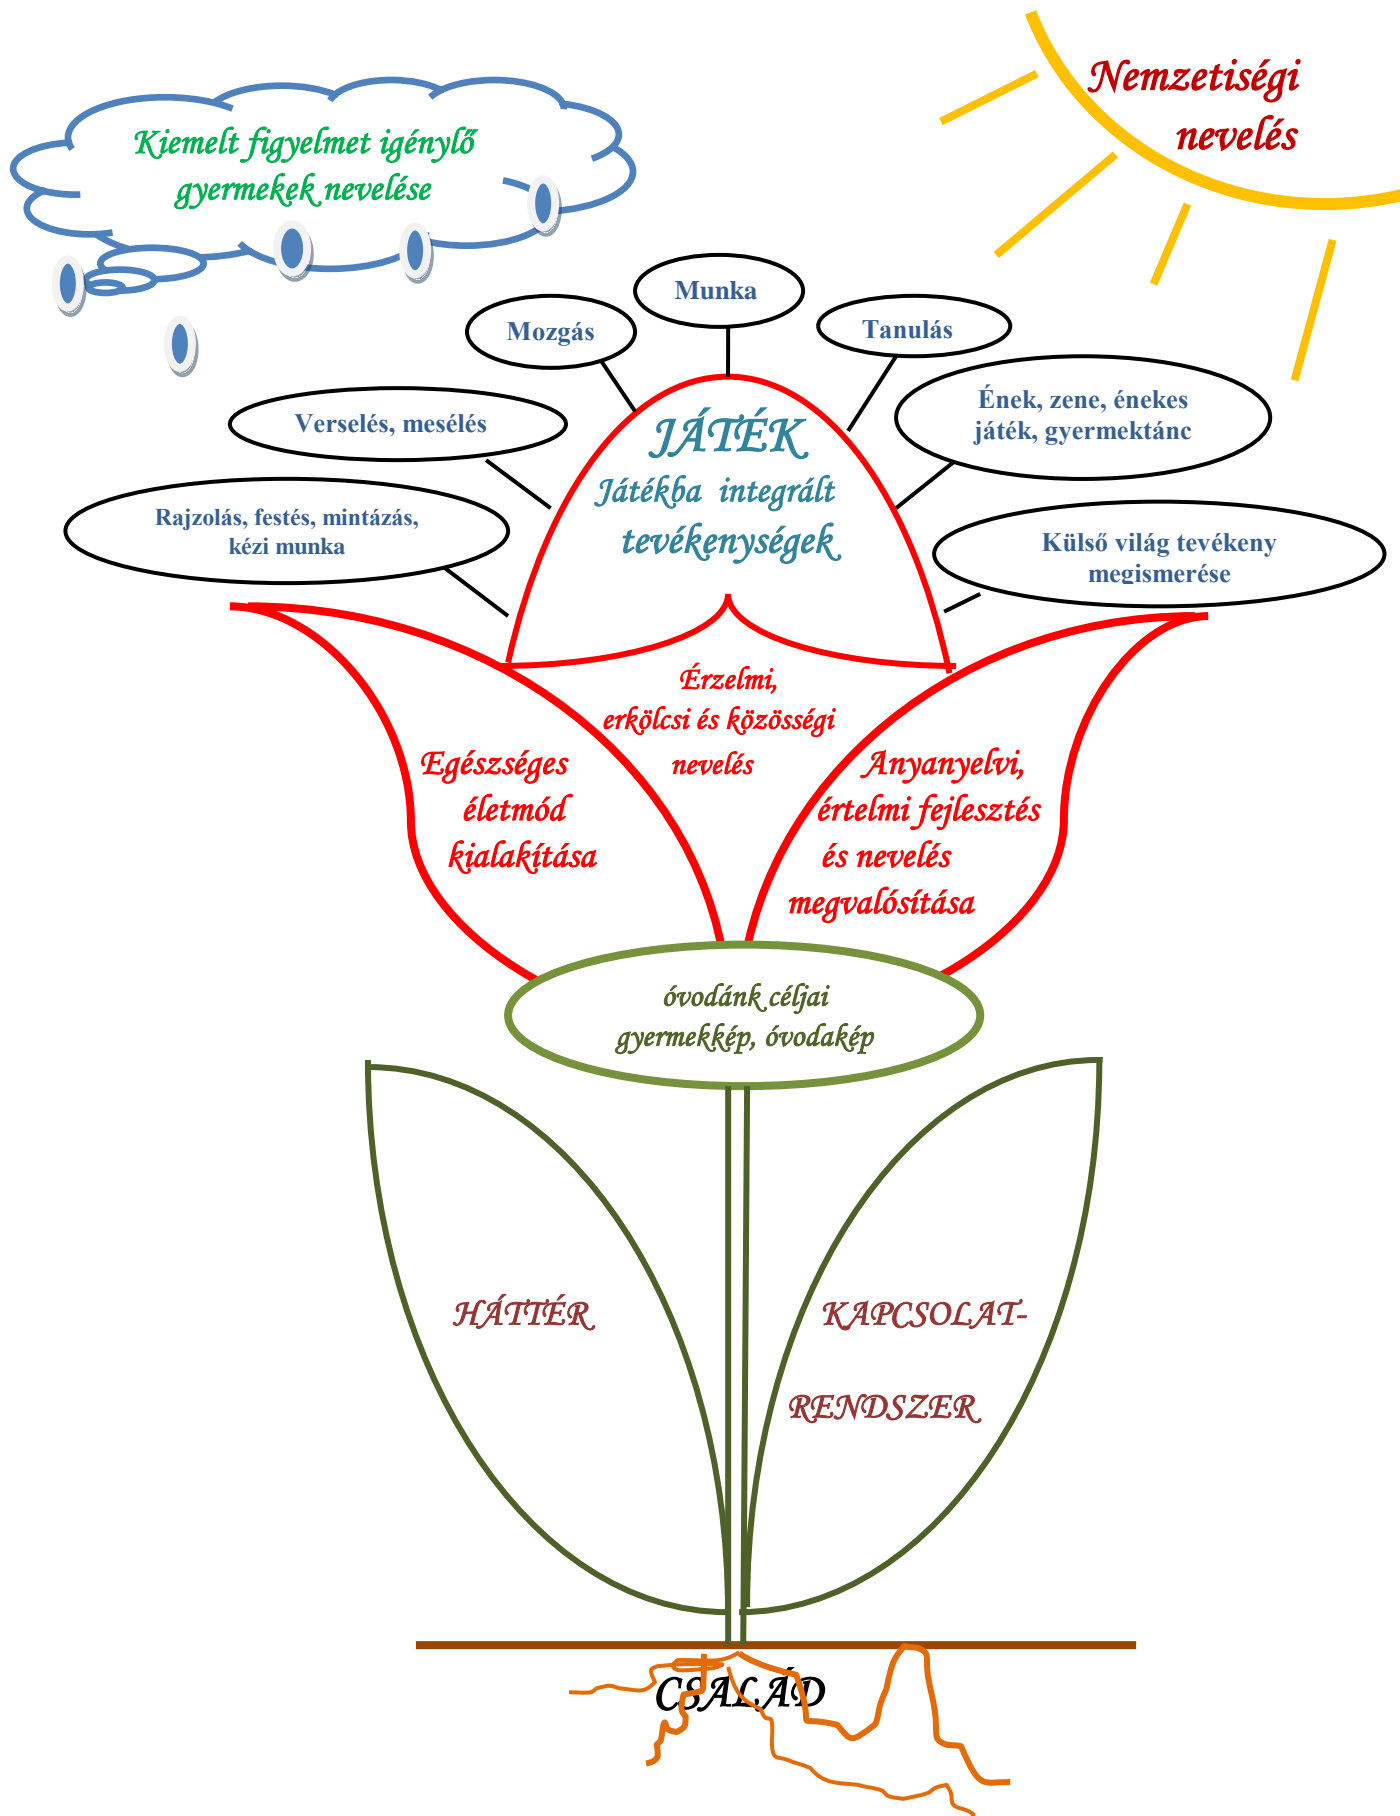 Nemzetiségi
nevelés
Kiemelt figyelmet igénylő
gyermekek nevelése
Munka
Mozgás
Tanulás
Verselés, mesélés
Ének, zene, énekes
játék, gyermektánc
Rajzolás, festés, mintázás,
kézi munka
Külső világ tevékeny
megismerése
JÁTÉK
Játékba integrált
tevékenységek
Érzelmi,
erkölcsi és közösségi
nevelés
Egészséges
életmód
kialakítása
Anyanyelvi,
értelmi fejlesztés
és nevelés
megvalósítása
óvodánk céljai
gyermekkép, óvodakép
HÁTTÉR
KAPCSOLAT-
RENDSZER
CSALÁD